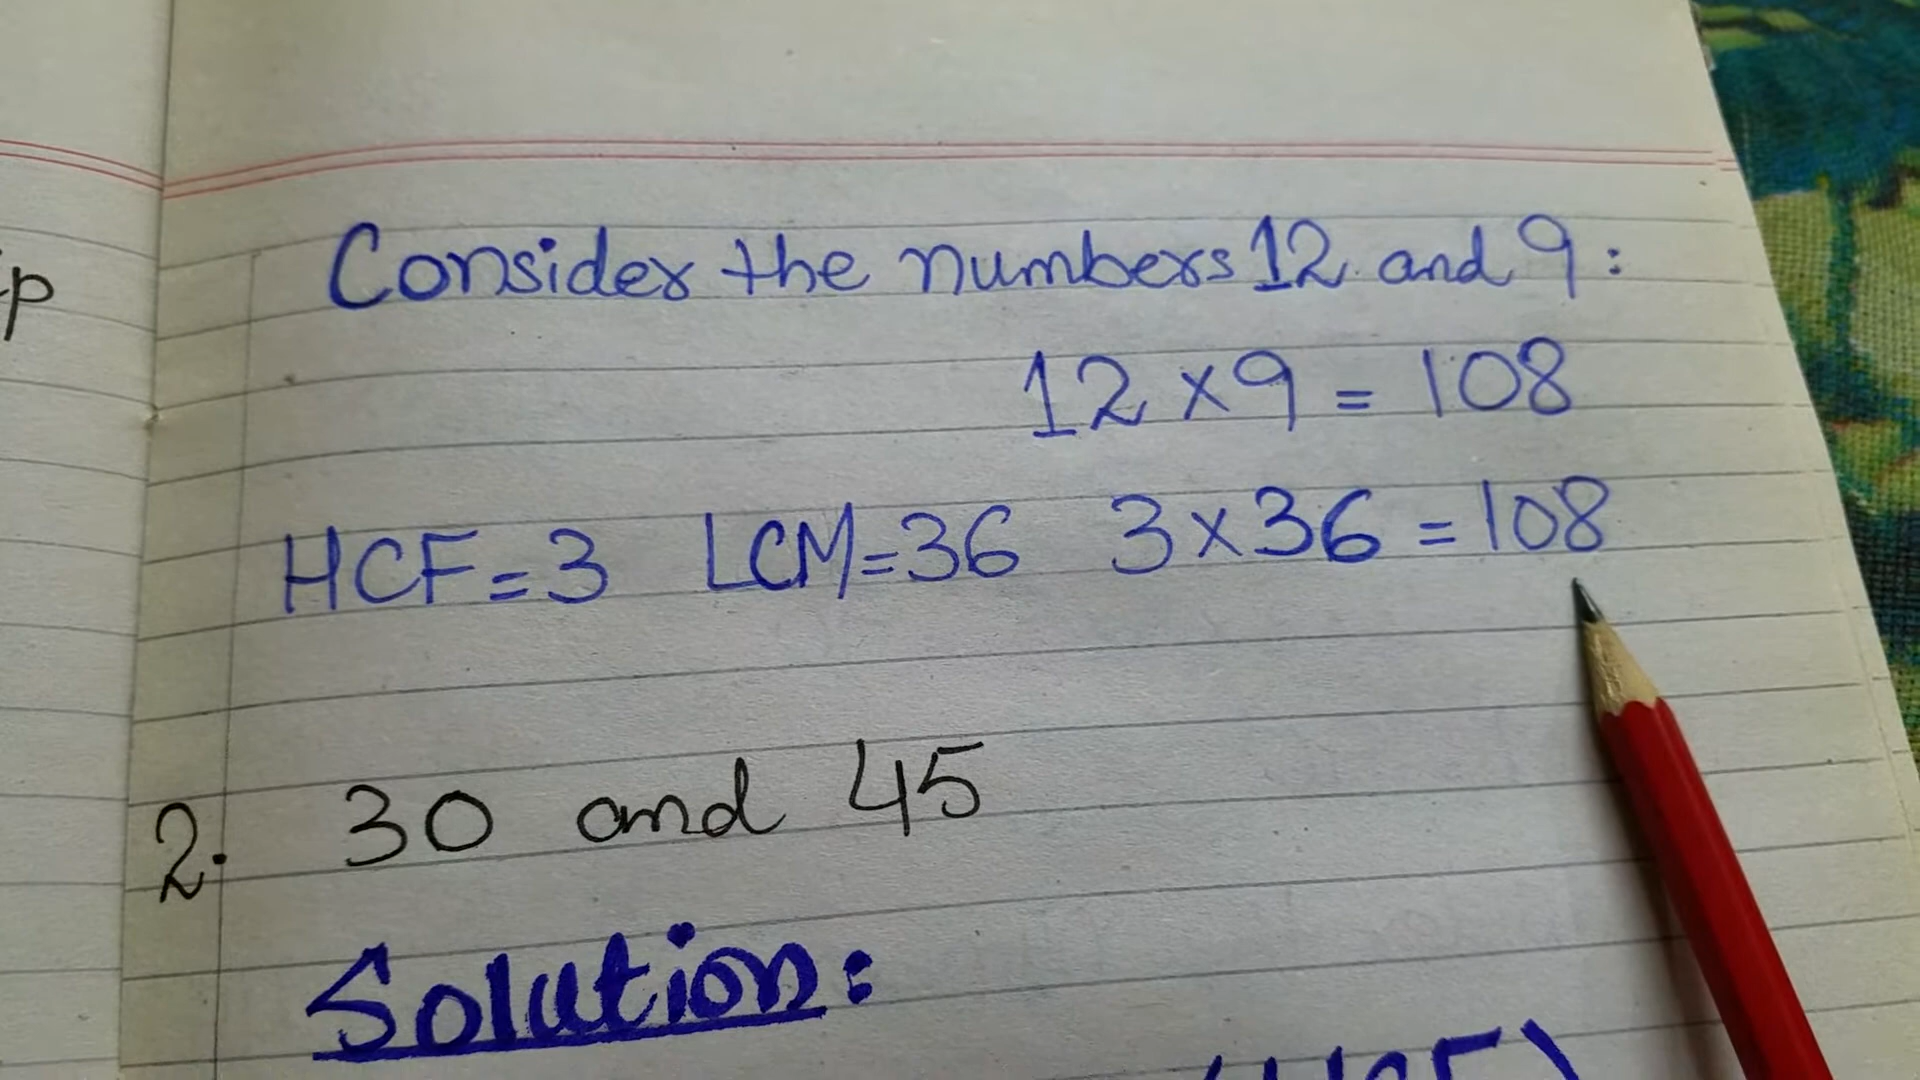 Consider the numbers 12 and 9:
12 × 9 = 108
HCF = 3 LCM = 36 3 × 36 = 108
2. 30 and 45
Solution: